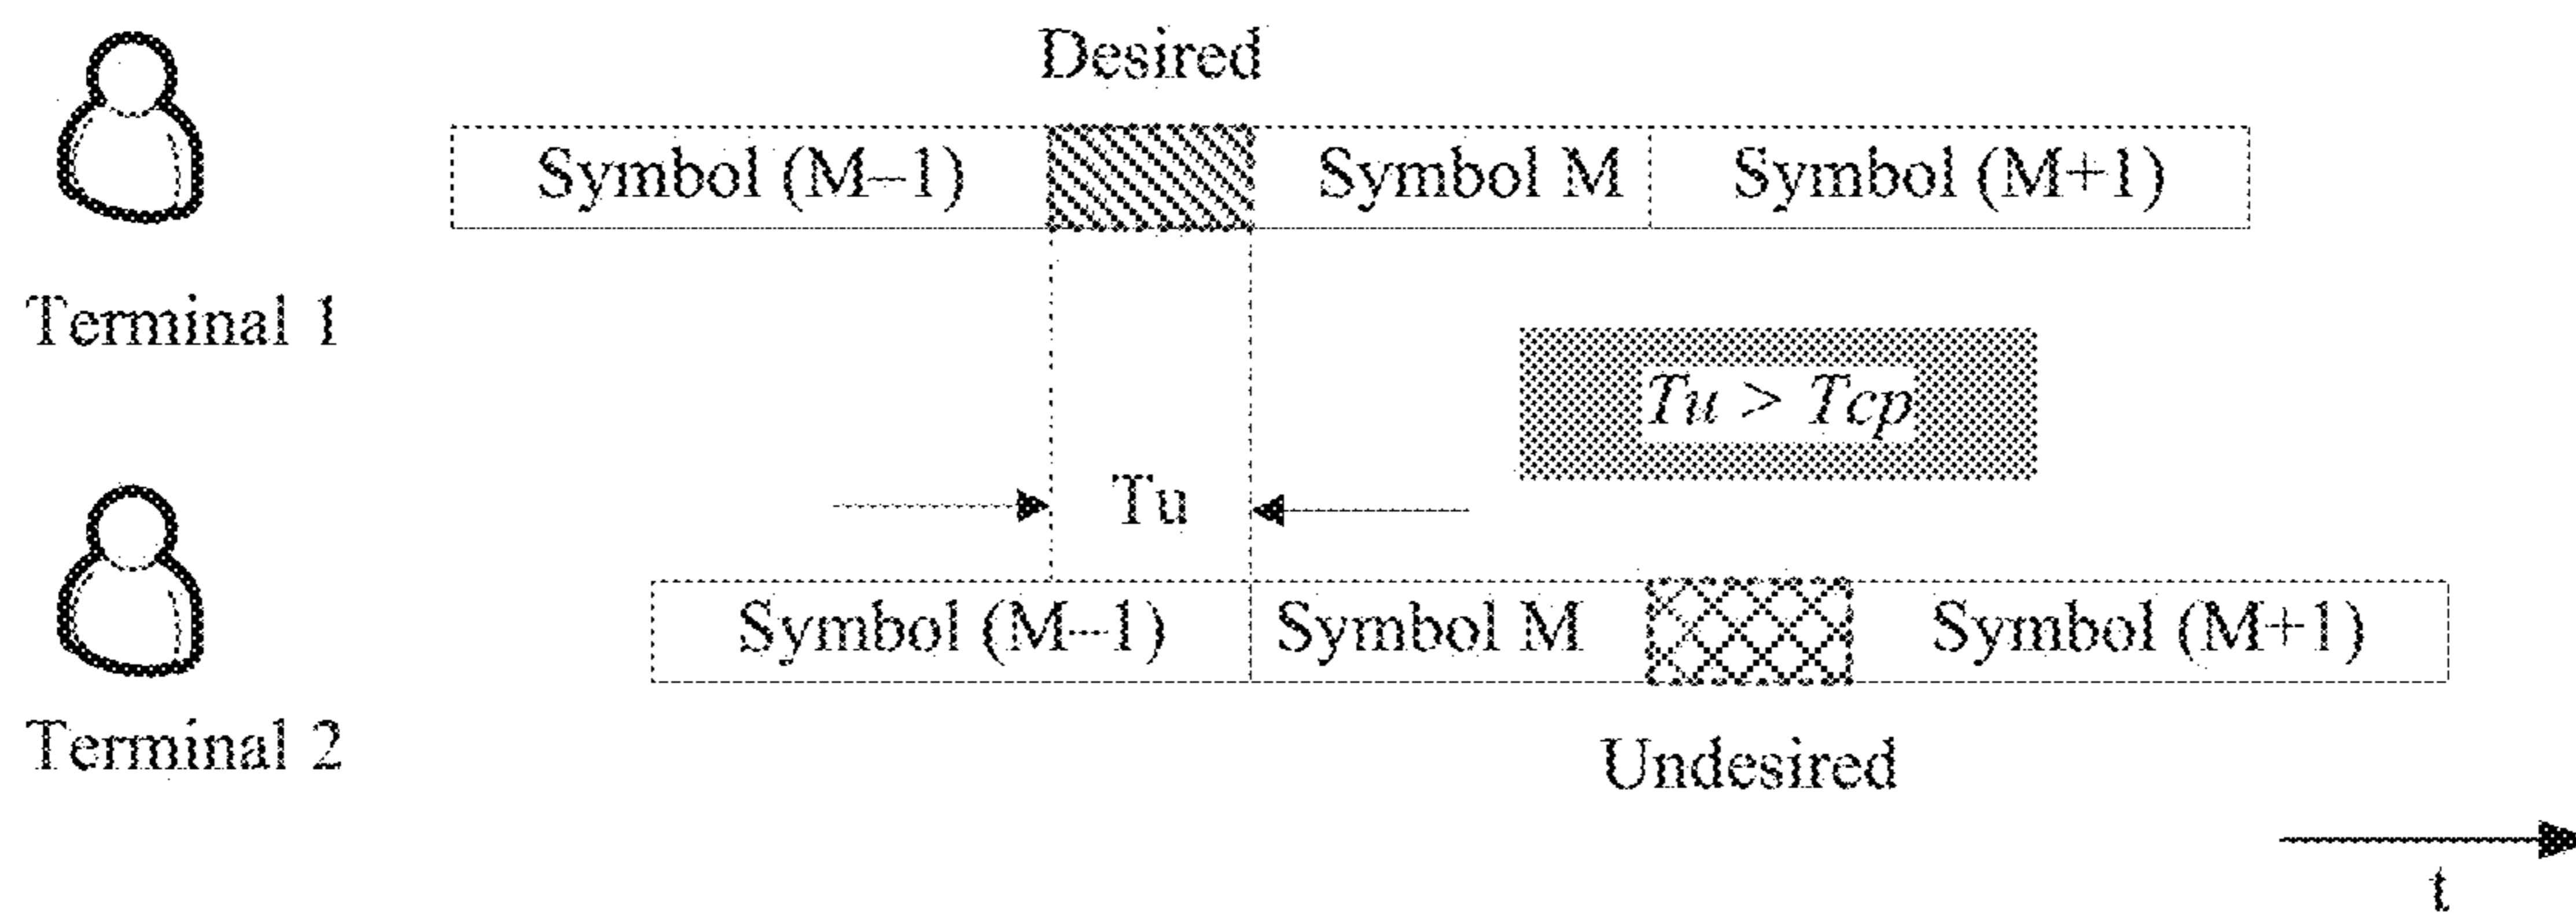 Desired
Symbol (M−1) Symbol M Symbol (M+1)
Terminal 1
Tu > Tcp
Tu
Symbol (M−1) Symbol M Symbol (M+1)
Terminal 2
Undesired
t